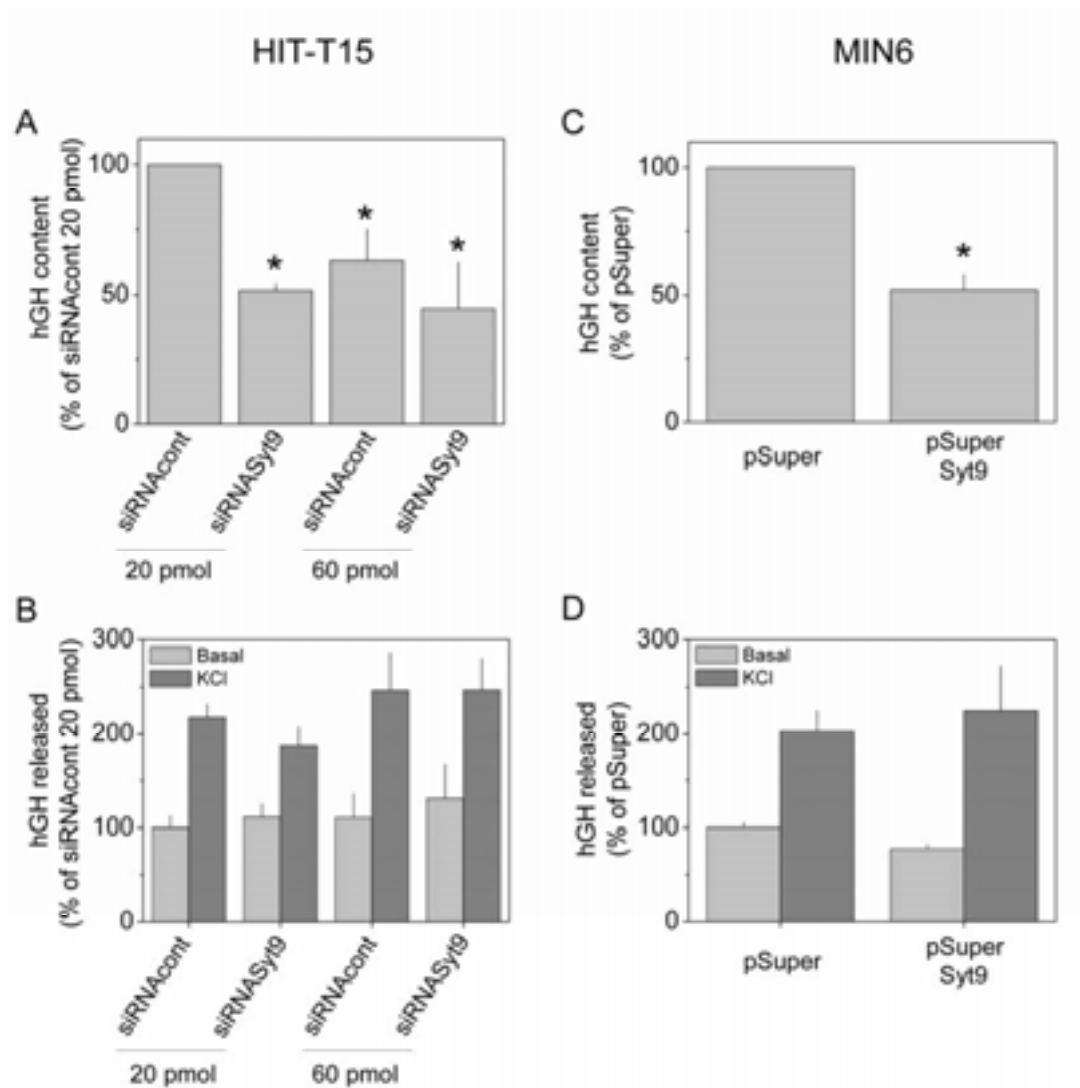 HIT-T15
MIN6
A
hGH content
(% of siRNAcont 20 pmol)
100
50
0
*
*
*
siRNAcont
siRNASyt9
siRNAcont
siRNASyt9
20 pmol
60 pmol
C
hGH content
(% of pSuper)
100
50
0
*
pSuper
pSuper
Syt9
B
hGH released
(% of siRNAcont 20 pmol)
300
200
100
0
Basal
KCl
siRNAcont
siRNASyt9
siRNAcont
siRNASyt9
20 pmol
60 pmol
D
hGH released
(% of pSuper)
300
200
100
0
Basal
KCl
pSuper
pSuper
Syt9